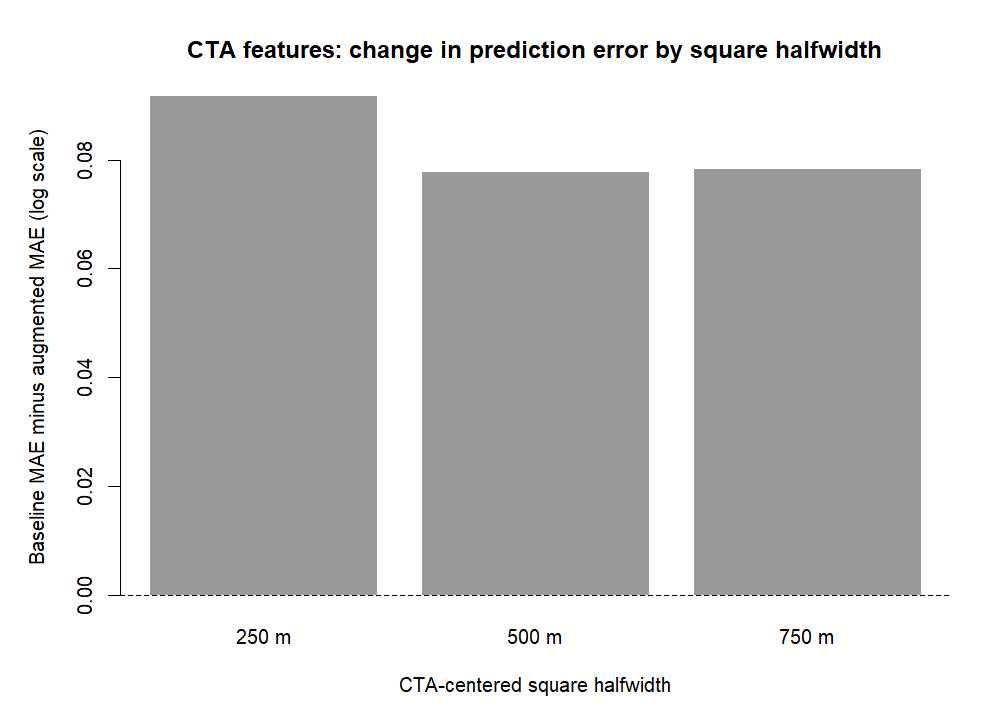 CTA features: change in prediction error by square halfwidth
Baseline MAE minus augmented MAE (log scale)
0.08
0.06
0.04
0.02
0.00
250 m
500 m
750 m
CTA-centered square halfwidth